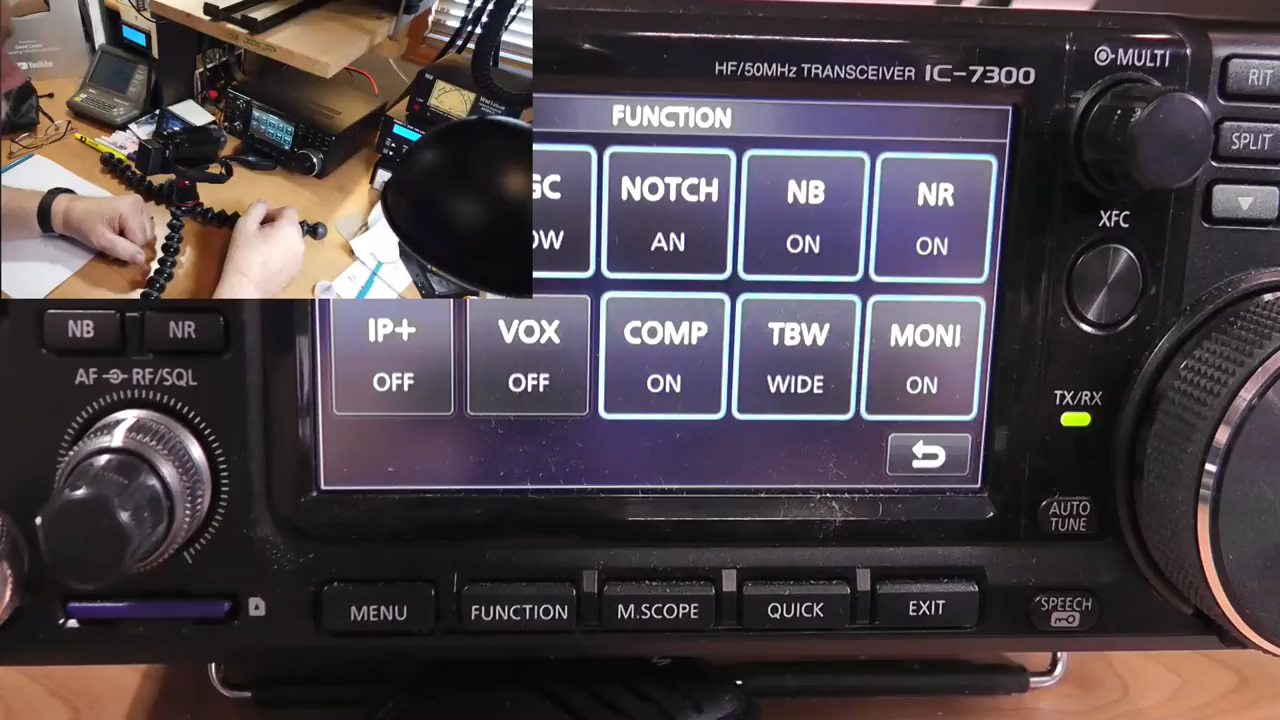 HF/50MHz TRANSCEIVER IC-7300
MULTI
RIT
FUNCTION
SPLIT
NOTCH
NB
NR
AN
ON
ON
XFC
YouTube
NB
NR
IP+
VOX
COMP
TBW
MONI
OFF
OFF
ON
WIDE
ON
AF RF/SQL
TX/RX
AUTO
TUNE
MENU
FUNCTION
M.SCOPE
QUICK
EXIT
SPEECH